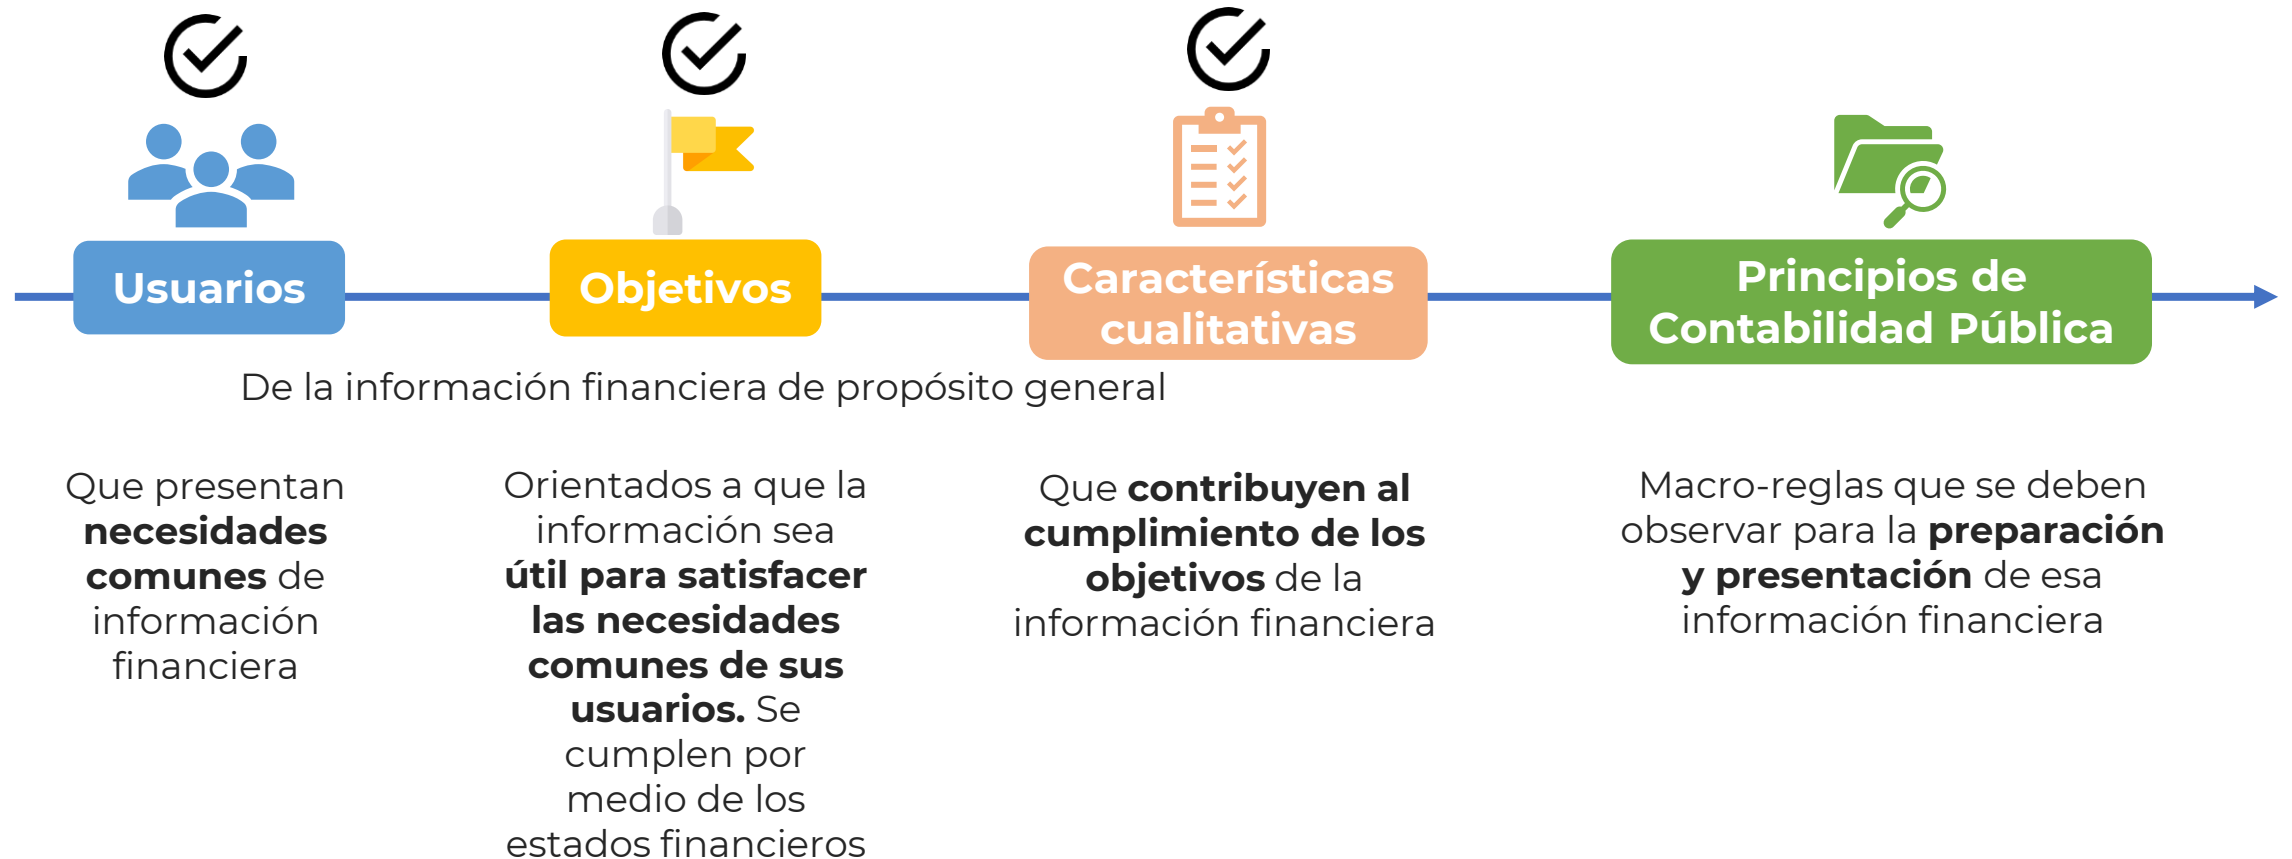 Usuarios
Objetivos
Características
cualitativas
Principios de
Contabilidad Pública
De la información financiera de propósito general
Que presentan
necesidades
comunes de
información
financiera
Orientados a que la
información sea
útil para satisfacer
las necesidades
comunes de sus
usuarios. Se
cumplen por
medio de los
estados financieros
Que contribuyen al
cumplimiento de los
objetivos de la
información financiera
Macro-reglas que se deben
observar para la preparación
y presentación de esa
información financiera